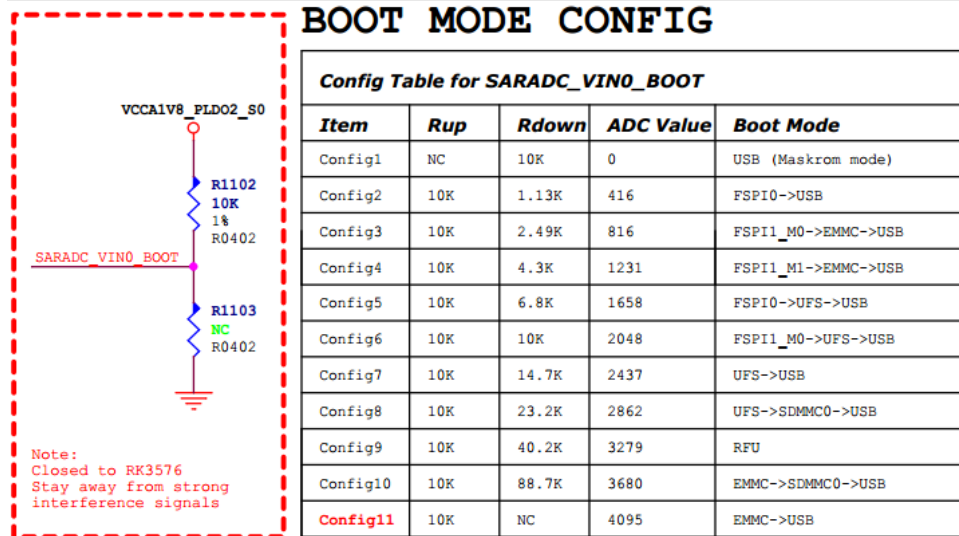 BOOT MODE CONFIG
Config Table for SARADC_VIN0_BOOT
Item Rup Rdown ADC Value Boot Mode
Config1 NC 10K 0 USB (Maskrom mode)
Config2 10K 1.13K 416 FSPI0->USB
Config3 10K 2.49K 816 FSPI1_M0->EMMC->USB
Config4 10K 4.3K 1231 FSPI1_M1->EMMC->USB
Config5 10K 6.8K 1658 FSPI0->UFS->USB
Config6 10K 10K 2048 FSPI1_M0->UFS->USB
Config7 10K 14.7K 2437 UFS->USB
Config8 10K 23.2K 2862 UFS->SDMMC0->USB
Config9 10K 40.2K 3279 RFU
Config10 10K 88.7K 3680 EMMC->SDMMC0->USB
Config11 10K NC 4095 EMMC->USB
VCCA1V8_PLDO2_S0
R1102
10K
1%
R0402
SARADC_VIN0_BOOT
R1103
NC
R0402
Note:
Closed to RK3576
Stay away from strong
interference signals